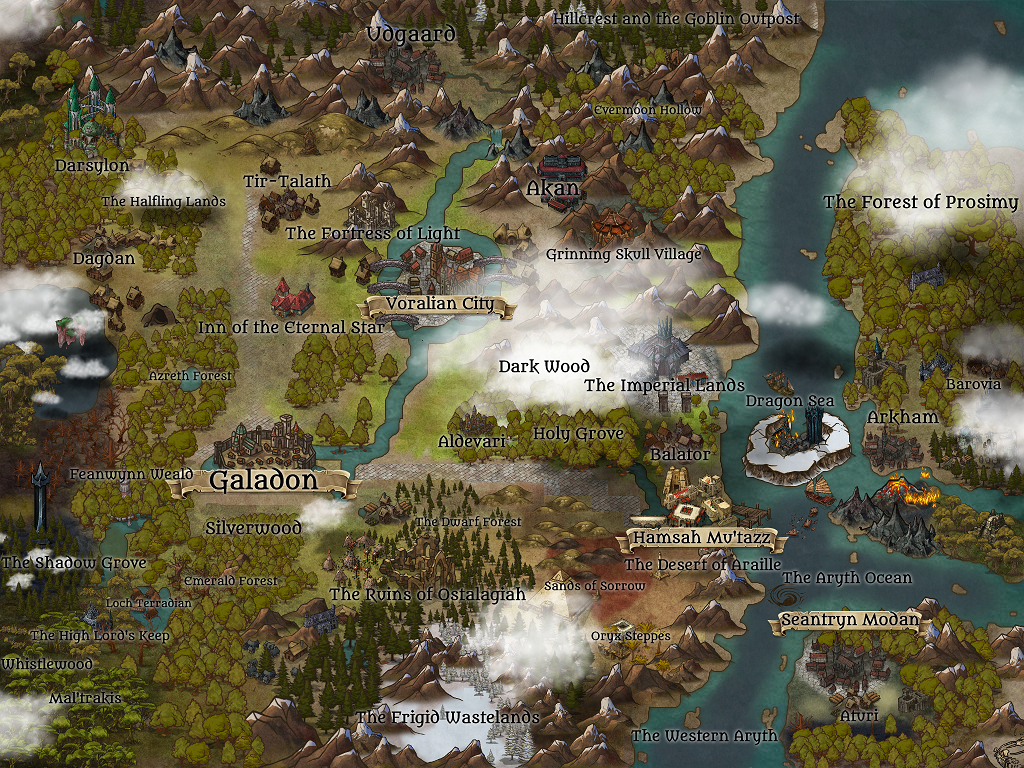 Hillcrest and the Goblin Outpost
Udgaard
Evermoon Hollow
Darsylon
Tir-Talath
Akan
The Halfling Lands
The Forest of Prosimy
The Fortress of Light
Grinning Skull Village
Dagdan
Voralian City
Inn of the Eternal Star
Dark Wood
Azreth Forest
The Imperial Lands
Barovia
Dragon Sea
Arkham
Aldevari
Holy Grove
Balator
Feanwynn Weald
Galadon
Silverwood
The Dwarf Forest
Hamsah Mu'tazz
The Shadow Grove
The Desert of Araille
Emerald Forest
Sands of Sorrow
The Aryth Ocean
The Ruins of Ostalagiah
Loch Terradian
Seantryn Modan
The High Lord's Keep
Oryx Steppes
Whistlewood
Mal'trakis
The Frigid Wastelands
Afuri
The Western Aryth